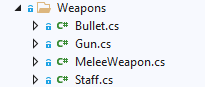 Weapons
C# Bullet.cs
C# Gun.cs
C# MeleeWeapon.cs
C# Staff.cs